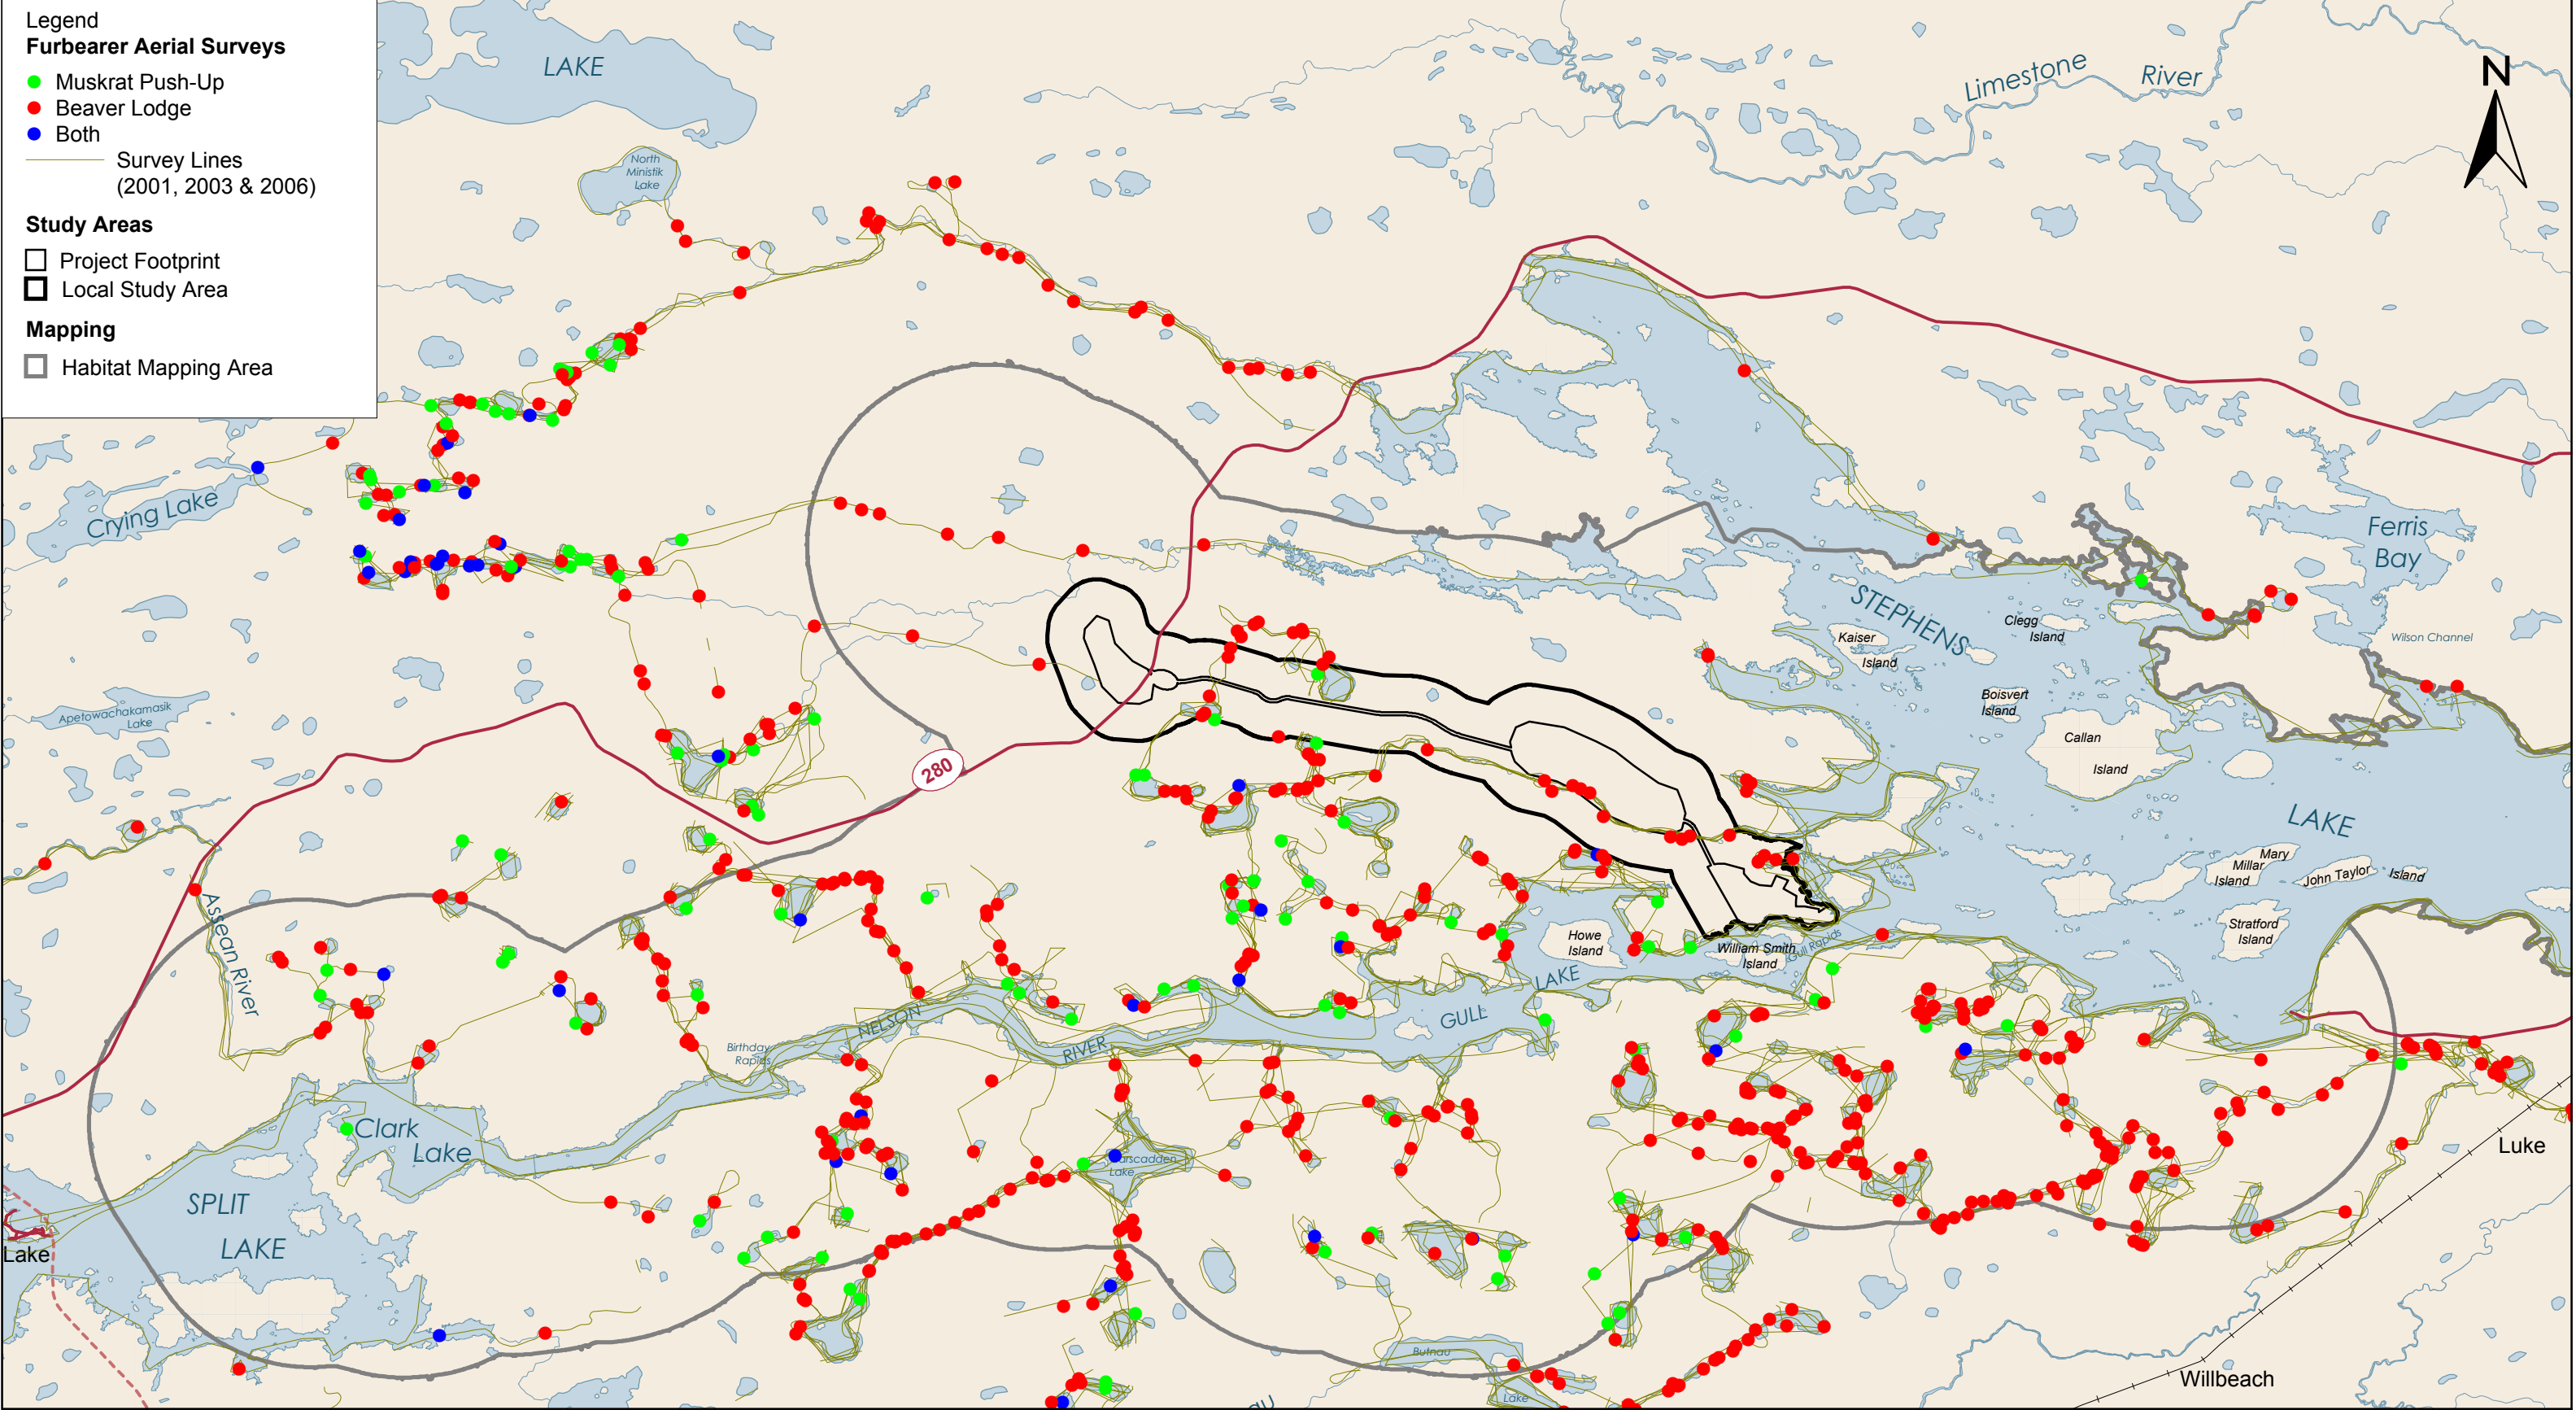 Legend
Furbearer Aerial Surveys
Muskrat Push-Up
Beaver Lodge
Both
Survey Lines
(2001, 2003 & 2006)
Study Areas
Project Footprint
Local Study Area
Mapping
Habitat Mapping Area
LAKE
North
Ministik
Lake
Limestone River
N
Crying Lake
Apetowachakamasik
Lake
Assean River
280
STEPHENS
LAKE
Kaiser
Island
Clegg
Island
Boisvert
Island
Callan
Island
Ferris
Bay
Wilson Channel
Mary
Millar
Island
John Taylor Island
Stratford
Island
Howe
Island
William Smith
Island
Gull Rapids
GULL LAKE
NELSON
RIVER
Birthday
Rapids
Clark
Lake
SPLIT
LAKE
Lake
Lake
Butnau
Lake
Luke
Willbeach